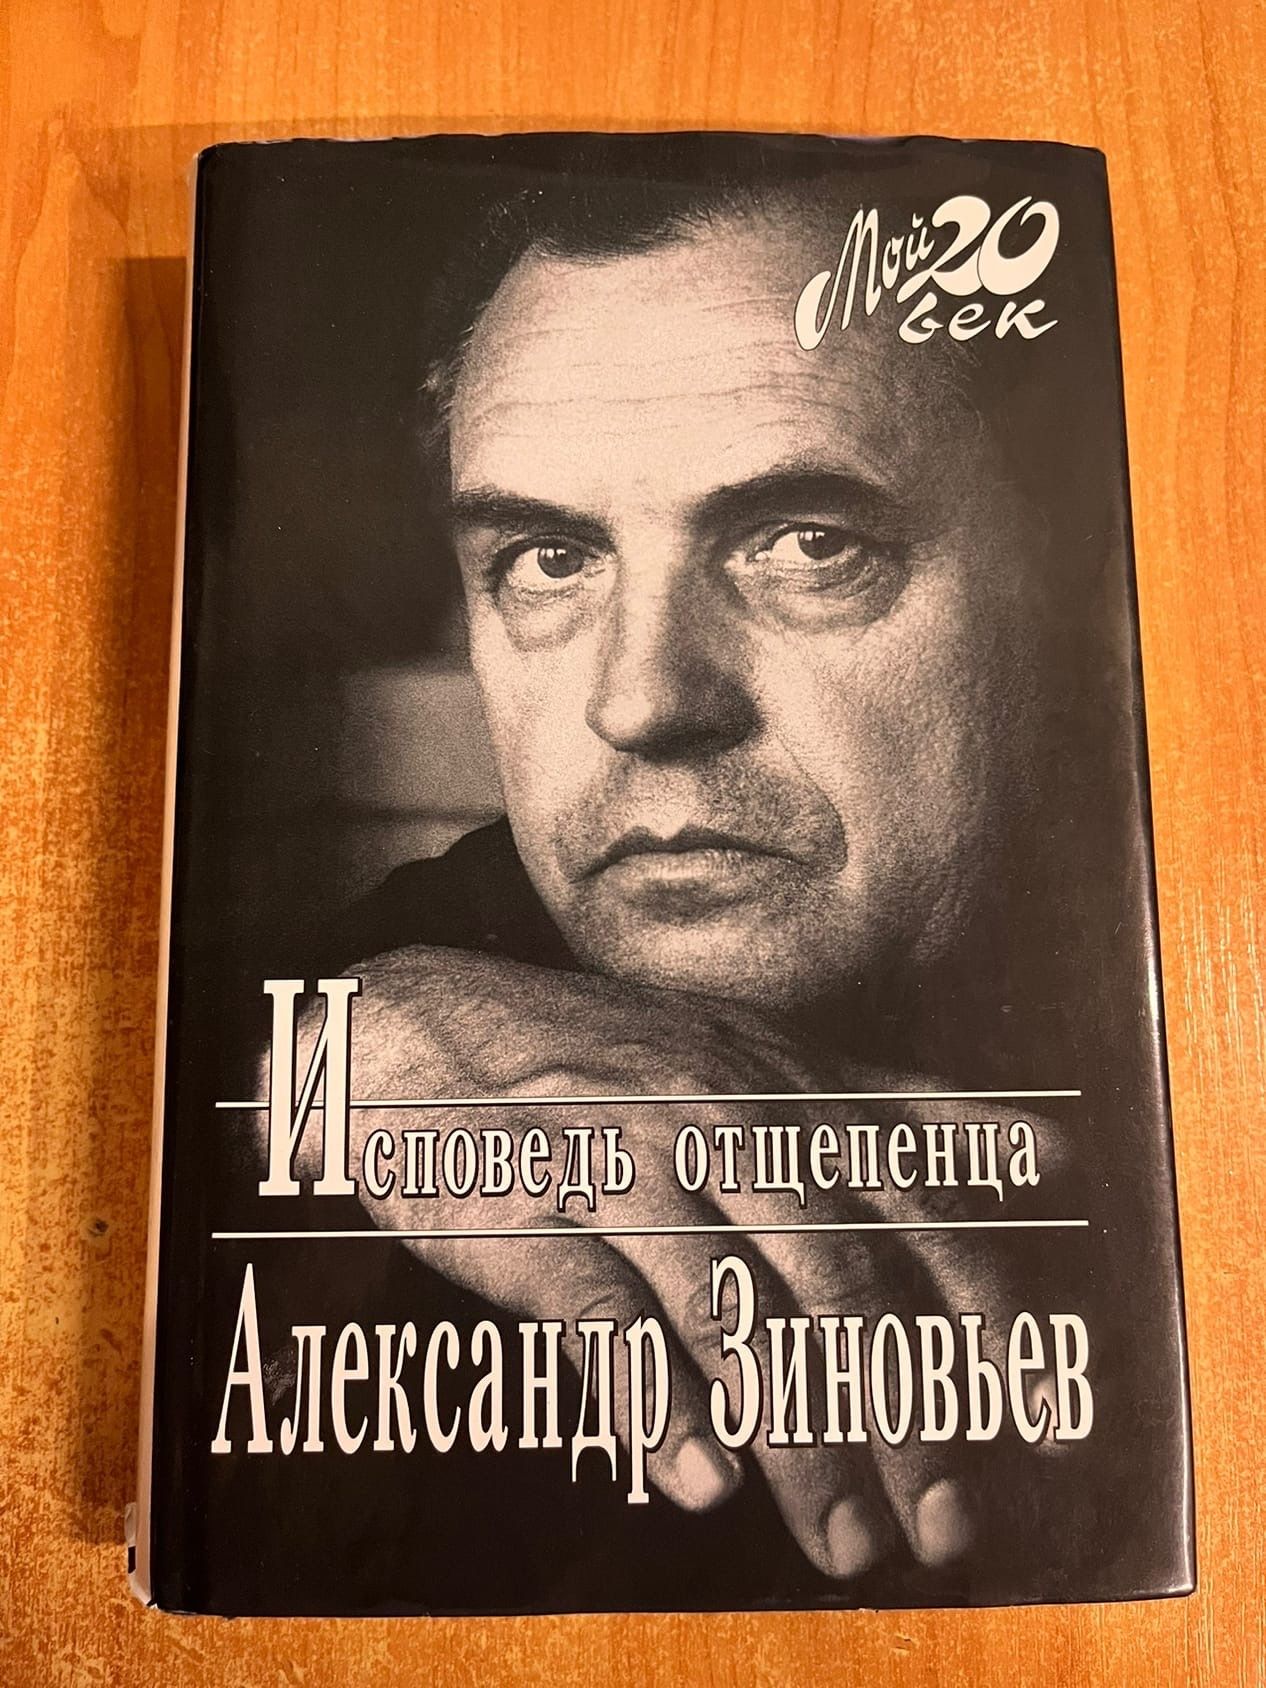 Мой 20
век
Исповедь отщепенца
Александр Зиновьев